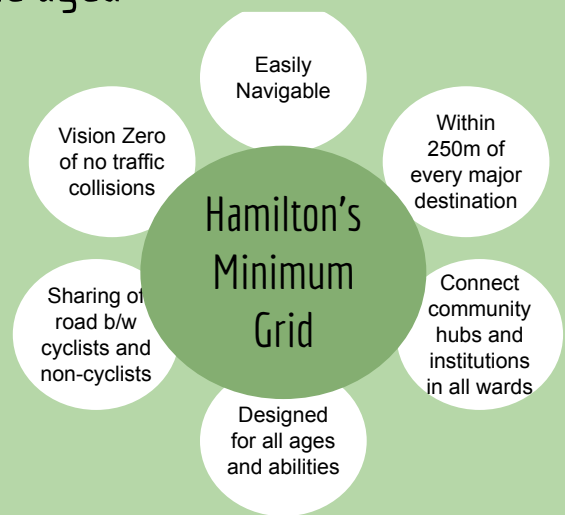 Easily
Navigable
Vision Zero
of no traffic
collisions
Within
250m of
every major
destination
Hamilton's
Minimum
Grid
Sharing of
road b/w
cyclists and
non-cyclists
Connect
community
hubs and
institutions
in all wards
Designed
for all ages
and abilities